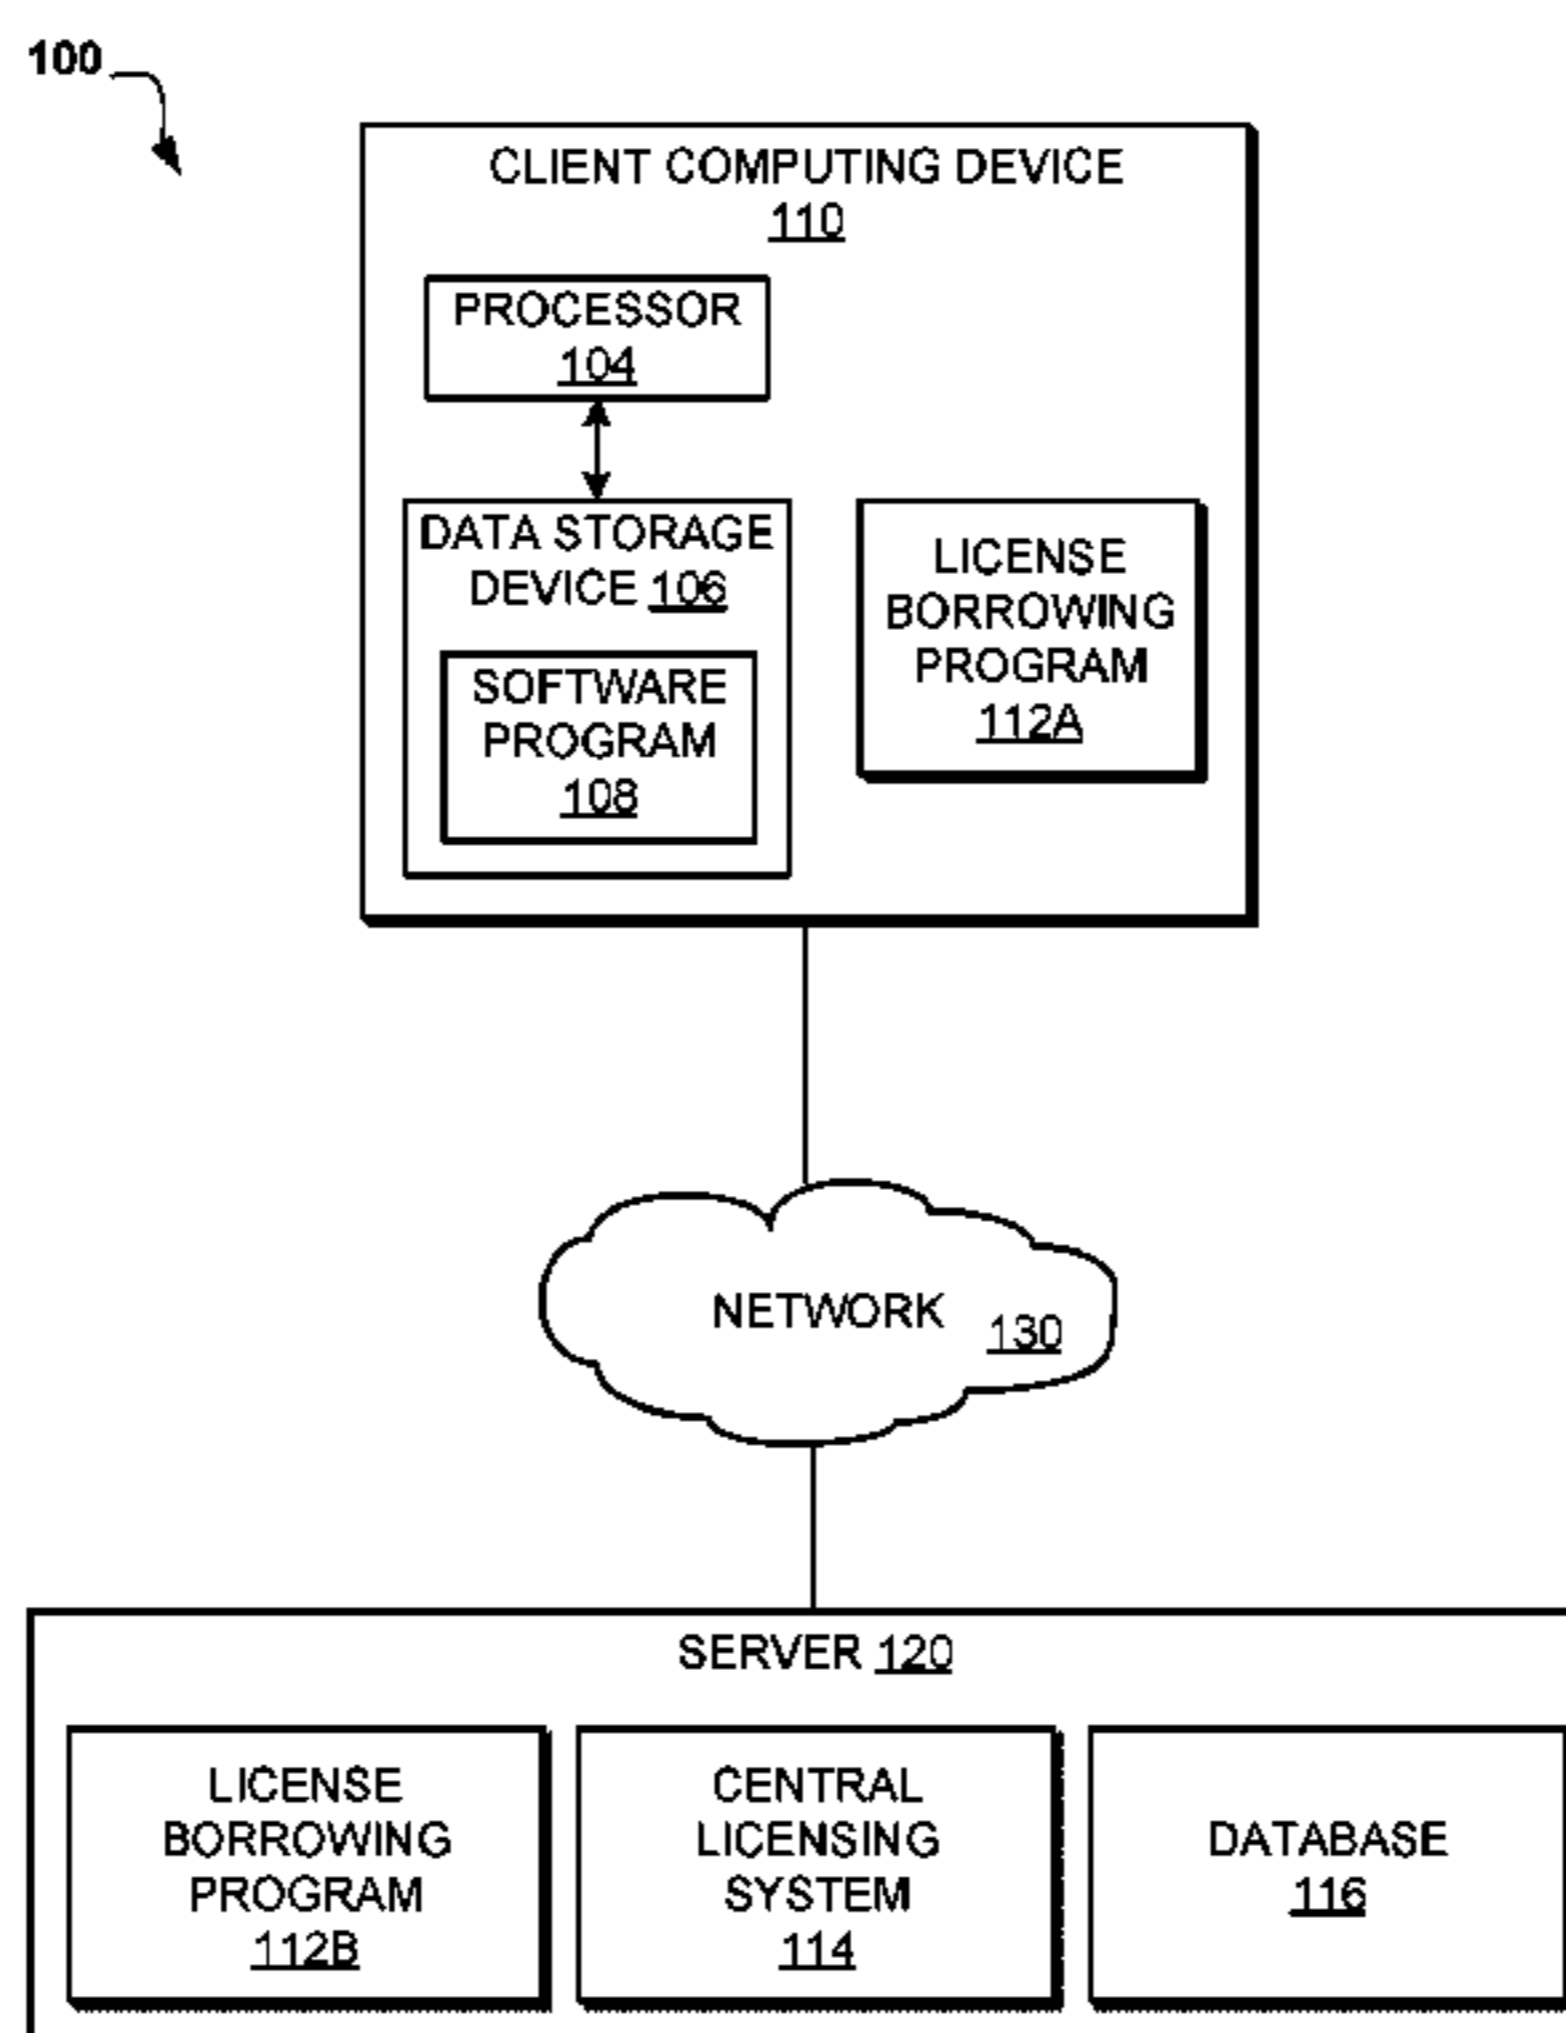 100
CLIENT COMPUTING DEVICE
110
PROCESSOR
104
DATA STORAGE
DEVICE 106
SOFTWARE
PROGRAM
108
LICENSE
BORROWING
PROGRAM
112A
NETWORK 130
SERVER 120
LICENSE
BORROWING
PROGRAM
112B
CENTRAL
LICENSING
SYSTEM
114
DATABASE
116